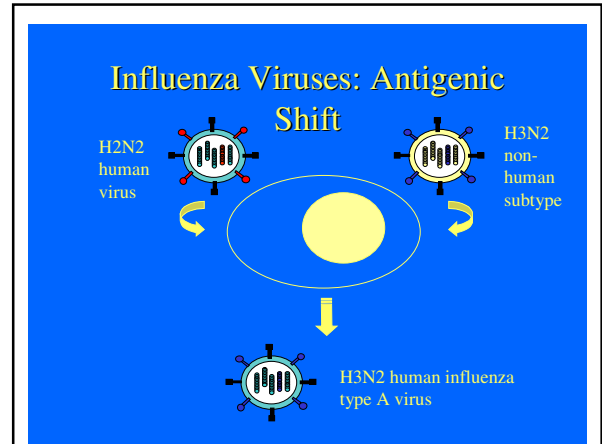 Influenza Viruses: Antigenic
Shift
H2N2
human
virus
H3N2
non-
human
subtype
H3N2 human influenza
type A virus